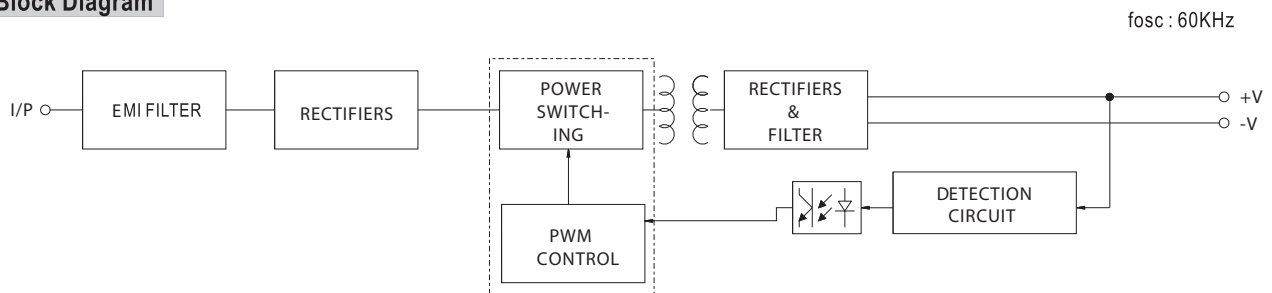 Block Diagram
fosc : 60KHz
I/P
EMI FILTER
RECTIFIERS
POWER
SWITCH-
ING
RECTIFIERS
&
FILTER
+V
-V
DETECTION
CIRCUIT
PWM
CONTROL